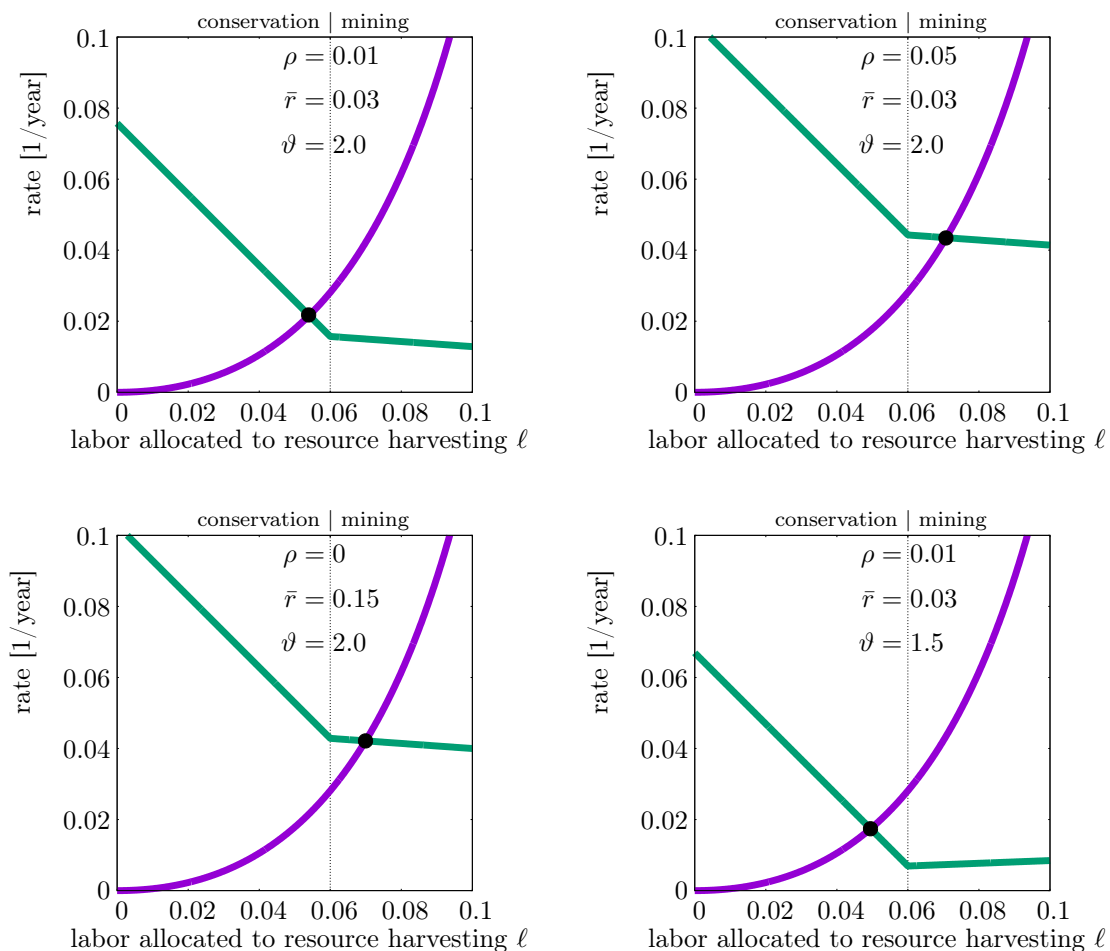 conservation | mining
0.1
0.08
0.06
0.04
0.02
0
rate [1/year]
ρ = 0.01
r̄ = 0.03
ϑ = 2.0
0 0.02 0.04 0.06 0.08 0.1
labor allocated to resource harvesting ℓ
conservation | mining
0.1
0.08
0.06
0.04
0.02
0
rate [1/year]
ρ = 0.05
r̄ = 0.03
ϑ = 2.0
0 0.02 0.04 0.06 0.08 0.1
labor allocated to resource harvesting ℓ
conservation | mining
0.1
0.08
0.06
0.04
0.02
0
rate [1/year]
ρ = 0
r̄ = 0.15
ϑ = 2.0
0 0.02 0.04 0.06 0.08 0.1
labor allocated to resource harvesting ℓ
conservation | mining
0.1
0.08
0.06
0.04
0.02
0
rate [1/year]
ρ = 0.01
r̄ = 0.03
ϑ = 1.5
0 0.02 0.04 0.06 0.08 0.1
labor allocated to resource harvesting ℓ